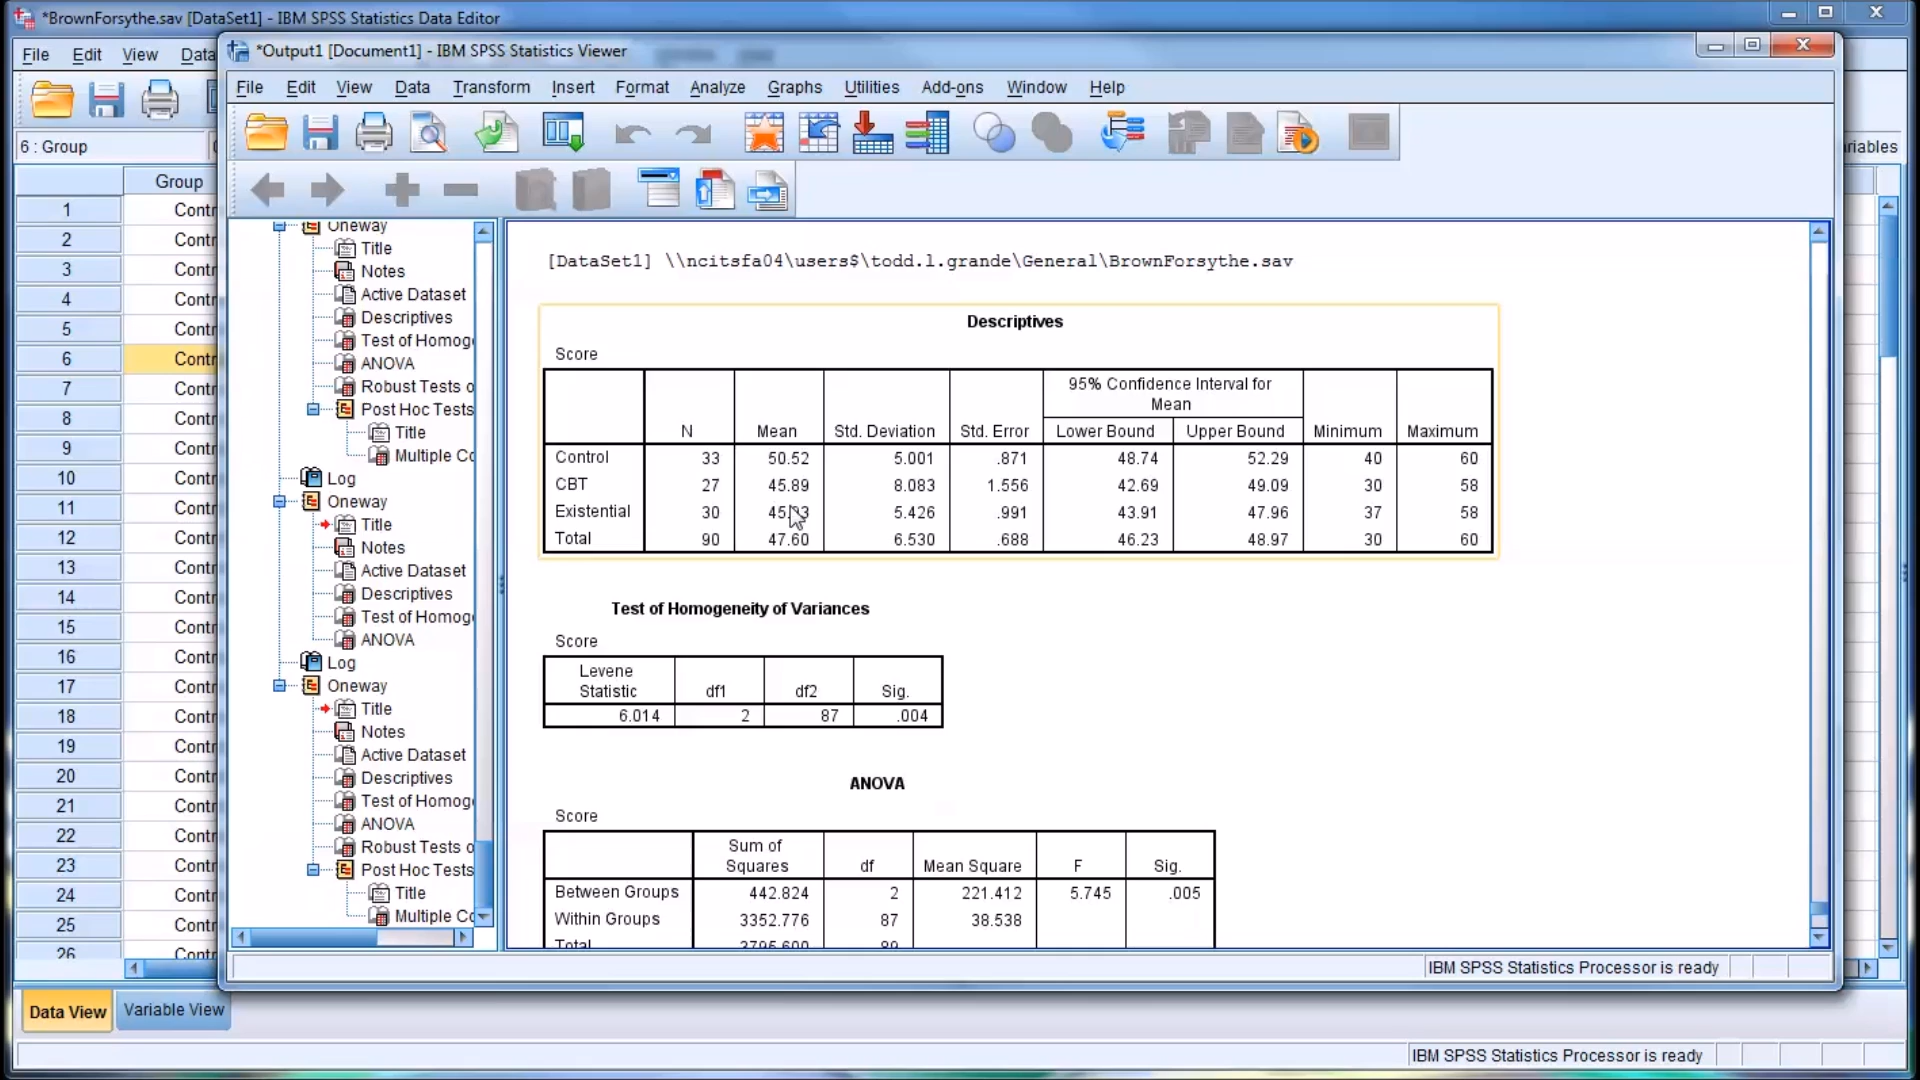 *BrownForsythe.sav [DataSet1] - IBM SPSS Statistics Data Editor
File Edit View Data
6 : Group
riables
Group
1 Contr
2 Contr
3 Contr
4 Contr
5 Contr
6 Contr
7 Contr
8 Contr
9 Contr
10 Contr
11 Contr
12 Contr
13 Contr
14 Contr
15 Contr
16 Contr
17 Contr
18 Contr
19 Contr
20 Contr
21 Contr
22 Contr
23 Contr
24 Contr
25 Contr
26 Contr
Data View Variable View
IBM SPSS Statistics Processor is ready
*Output1 [Document1] - IBM SPSS Statistics Viewer
File Edit View Data Transform Insert Format Analyze Graphs Utilities Add-ons Window Help
Oneway
Title
Notes
Active Dataset
Descriptives
Test of Homog
ANOVA
Robust Tests o
Post Hoc Tests
Title
Multiple Co
Log
Oneway
Title
Notes
Active Dataset
Descriptives
Test of Homog
ANOVA
Log
Oneway
Title
Notes
Active Dataset
Descriptives
Test of Homog
ANOVA
Robust Tests o
Post Hoc Tests
Title
Multiple Co
[DataSet1] \\ncitsfa04\users$\todd.l.grande\General\BrownForsythe.sav
Descriptives
Score
95% Confidence Interval for
Mean
N Mean Std. Deviation Std. Error Lower Bound Upper Bound Minimum Maximum
Control 33 50.52 5.001 .871 48.74 52.29 40 60
CBT 27 45.89 8.083 1.556 42.69 49.09 30 58
Existential 30 5.426 .991 43.91 47.96 37 58
Total 90 47.60 6.530 .688 46.23 48.97 30 60
Test of Homogeneity of Variances
Score
Levene
Statistic df1 df2 Sig.
6.014 2 87 .004
ANOVA
Score
Sum of
Squares df Mean Square F Sig.
Between Groups 442.824 2 221.412 5.745 .005
Within Groups 3352.776 87 38.538
Total 3795.600 89
IBM SPSS Statistics Processor is ready